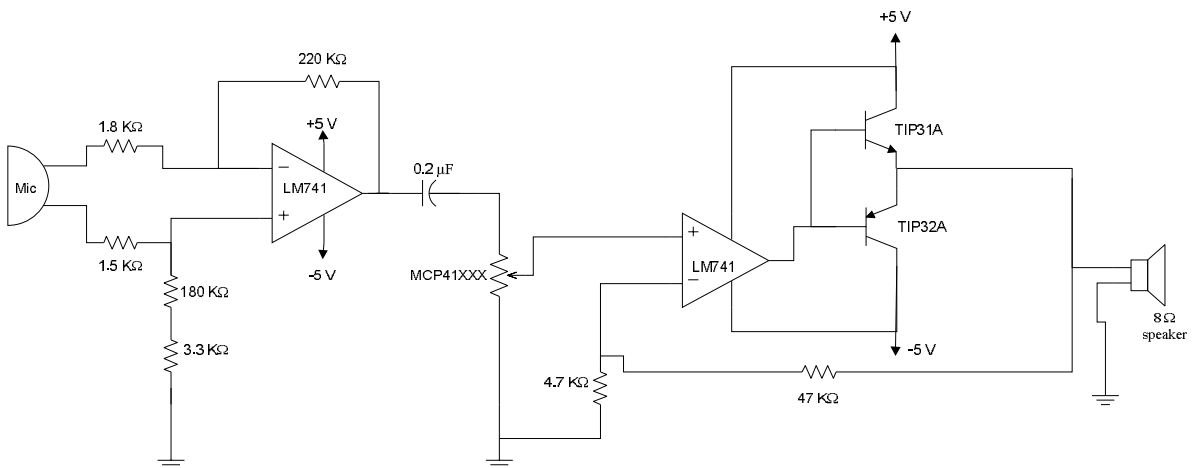 +5 V
220 KΩ
1.8 KΩ
+5 V
TIP31A
Mic
−
LM741
+
0.2 µF
1.5 KΩ
-5 V
180 KΩ
3.3 KΩ
MCP41XXX
+
LM741
−
TIP32A
-5 V
4.7 KΩ
47 KΩ
8 Ω
speaker